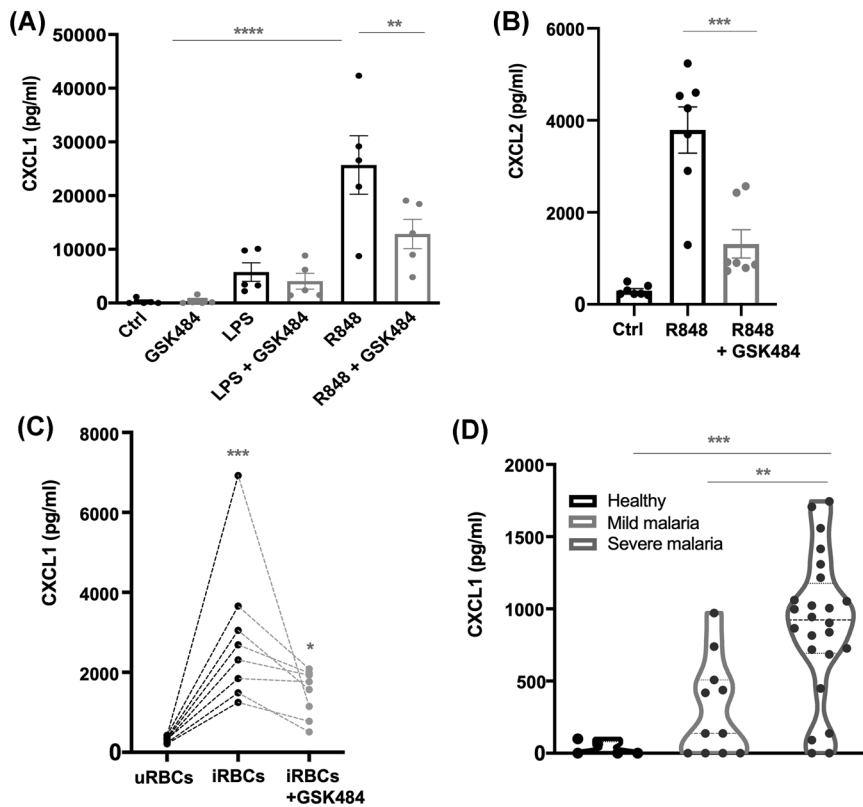 (A)
50000
40000
30000
20000
10000
0
CXCL1 (pg/ml)
****
**
Ctrl
GSK484
LPS
LPS + GSK484
R848
R848 + GSK484
(B)
6000
4000
2000
0
CXCL2 (pg/ml)
***
Ctrl
R848
R848
+ GSK484
(C)
8000
6000
4000
2000
0
CXCL1 (pg/ml)
***
*
uRBCs
iRBCs
iRBCs
+GSK484
(D)
2000
1500
1000
500
0
CXCL1 (pg/ml)
***
**
Healthy
Mild malaria
Severe malaria